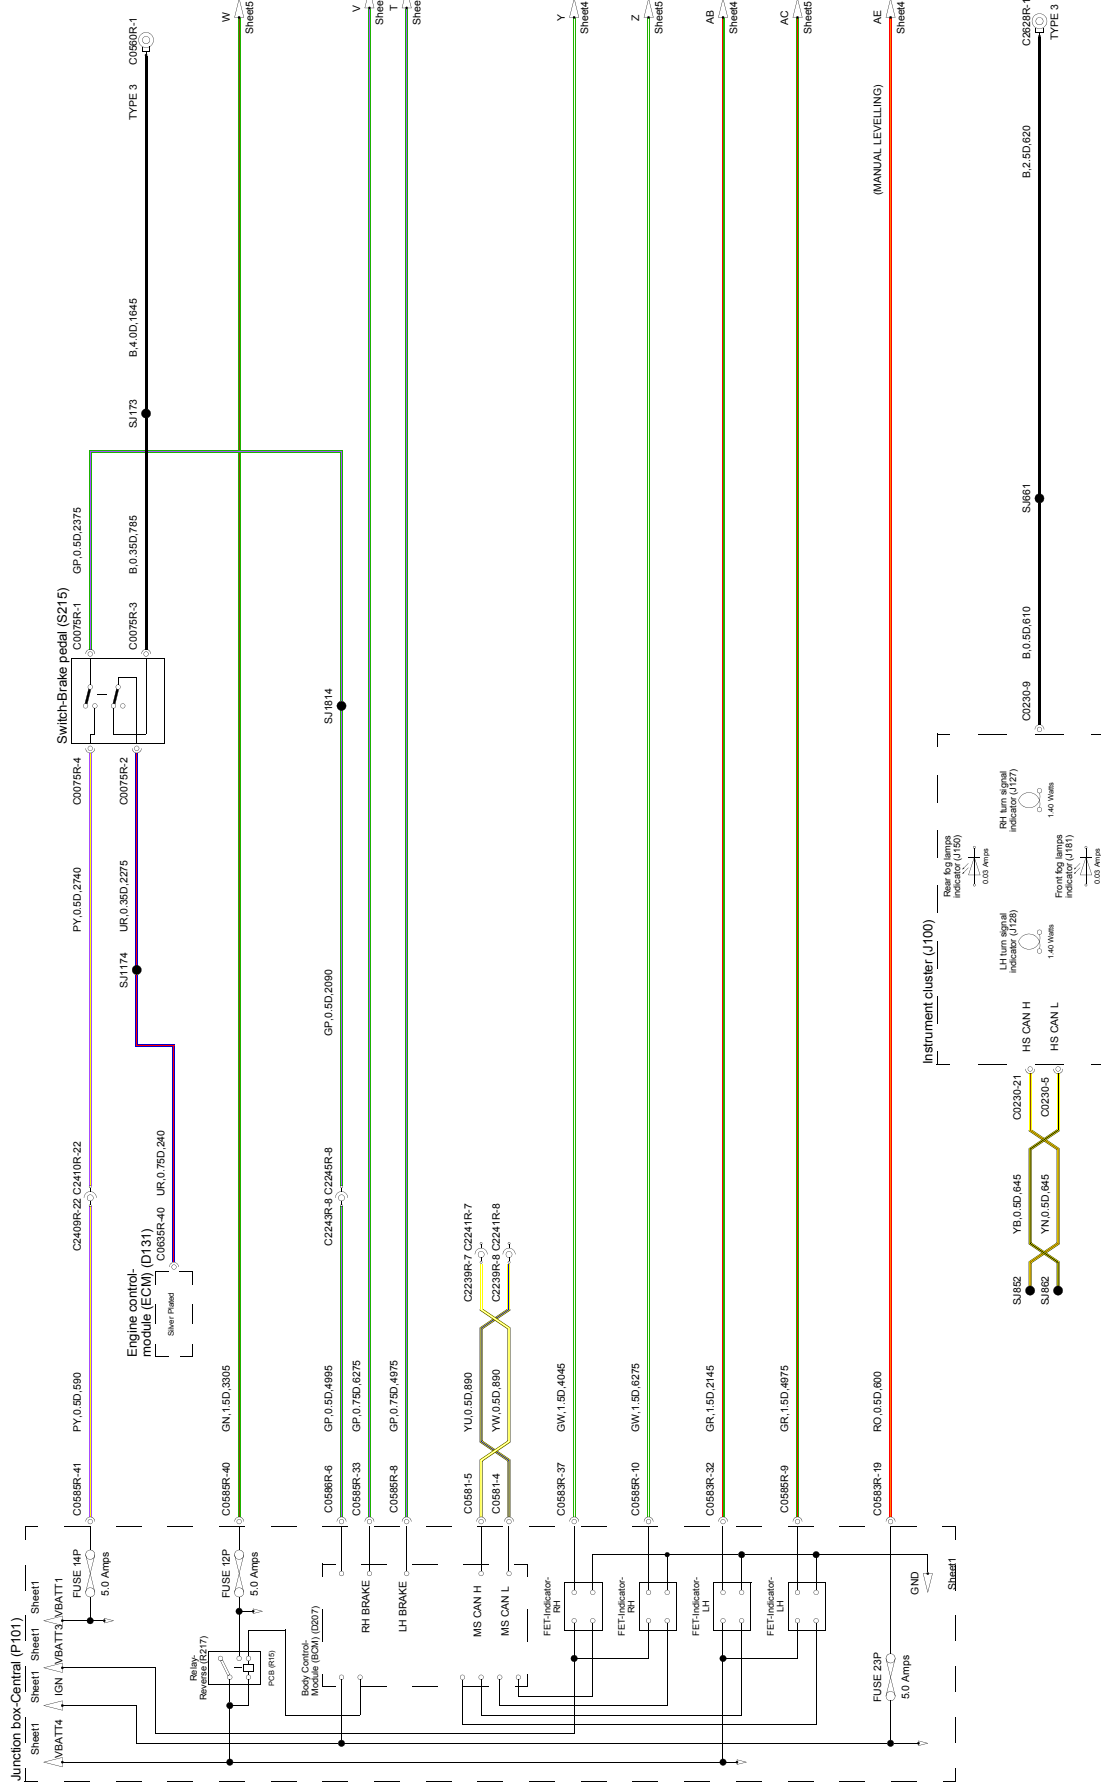 Junction box-Central (P101)
Sheet1
VBATT4
Sheet1
IGN
Sheet1
VBATT3
Sheet1
VBATT1
FUSE 14P
5.0 Amps
C0585R-41
PY,0.5D,590
C2409R-22
C2410R-22
PY,0.5D,2740
C0075R-4
Switch-Brake pedal (S215)
C0075R-1
GP,0.5D,2375
Engine control-
module (ECM) (D131)
Silver Plated
C0635R-40
UR,0.75D,240
SJ1174
UR,0.35D,2275
C0075R-2
C0075R-3
B,0.35D,785
SJ173
B,4.0D,1645
TYPE 3
C0560R-1
Relay-
Reverse (R217)
PCB (R15)
FUSE 12P
5.0 Amps
C0585R-40
GN,1.5D,3305
W
Sheet5
Body Control-
Module (BCM) (D207)
C0586R-6
GP,0.5D,4995
C2243R-8
C2245R-8
GP,0.5D,2090
SJ1814
RH BRAKE
C0585R-33
GP,0.75D,6275
V
LH BRAKE
C0585R-8
GP,0.75D,4975
T
MS CAN H
C0581-5
YU,0.5D,890
C2239R-7
C2241R-7
MS CAN L
C0581-4
YW,0.5D,890
C2239R-8
C2241R-8
FET-Indicator-
RH
C0583R-37
GW,1.5D,4045
Y
Sheet4
FET-Indicator-
RH
C0585R-10
GW,1.5D,6275
Z
Sheet5
FET-Indicator-
LH
C0583R-32
GR,1.5D,2145
AB
Sheet4
FET-Indicator-
LH
C0585R-9
GR,1.5D,4975
AC
Sheet5
FUSE 23P
5.0 Amps
C0583R-19
RO,0.5D,600
(MANUAL LEVELLING)
AE
Sheet4
GND
Sheet1
Instrument cluster (J100)
SJ852
YB,0.5D,645
C0230-21
HS CAN H
SJ862
YN,0.5D,645
C0230-5
HS CAN L
LH turn signal
indicator (J128)
1.40 Watts
Rear fog lamps
indicator (J150)
0.03 Amps
RH turn signal
indicator (J127)
1.40 Watts
Front fog lamps
indicator (J181)
0.03 Amps
C0230-9
B,0.5D,610
SJ661
B,2.5D,620
C2628R-1
TYPE 3